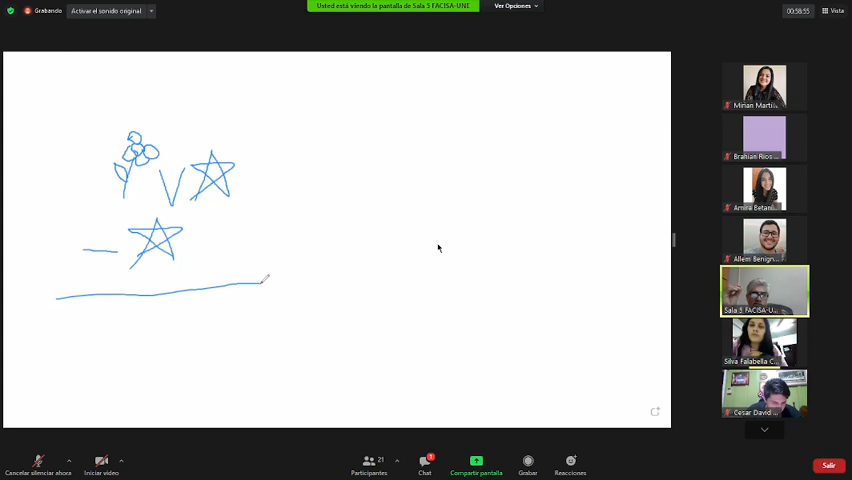 Grabando
Activar el sonido original
Usted está viendo la pantalla de Sala 5 FACISA-UNE
Ver Opciones
00:58:55
Vista
Mirian Martí...
Brahian Ríos ...
V
Amira Betan...
Allem Benign...
Sala 5 FACISA-U...
Silva Falabella C...
Cesar David ...
Cancelar silenciar ahora
Iniciar video
21
Participantes
1
Chat
Compartir pantalla
Grabar
Reacciones
Salir